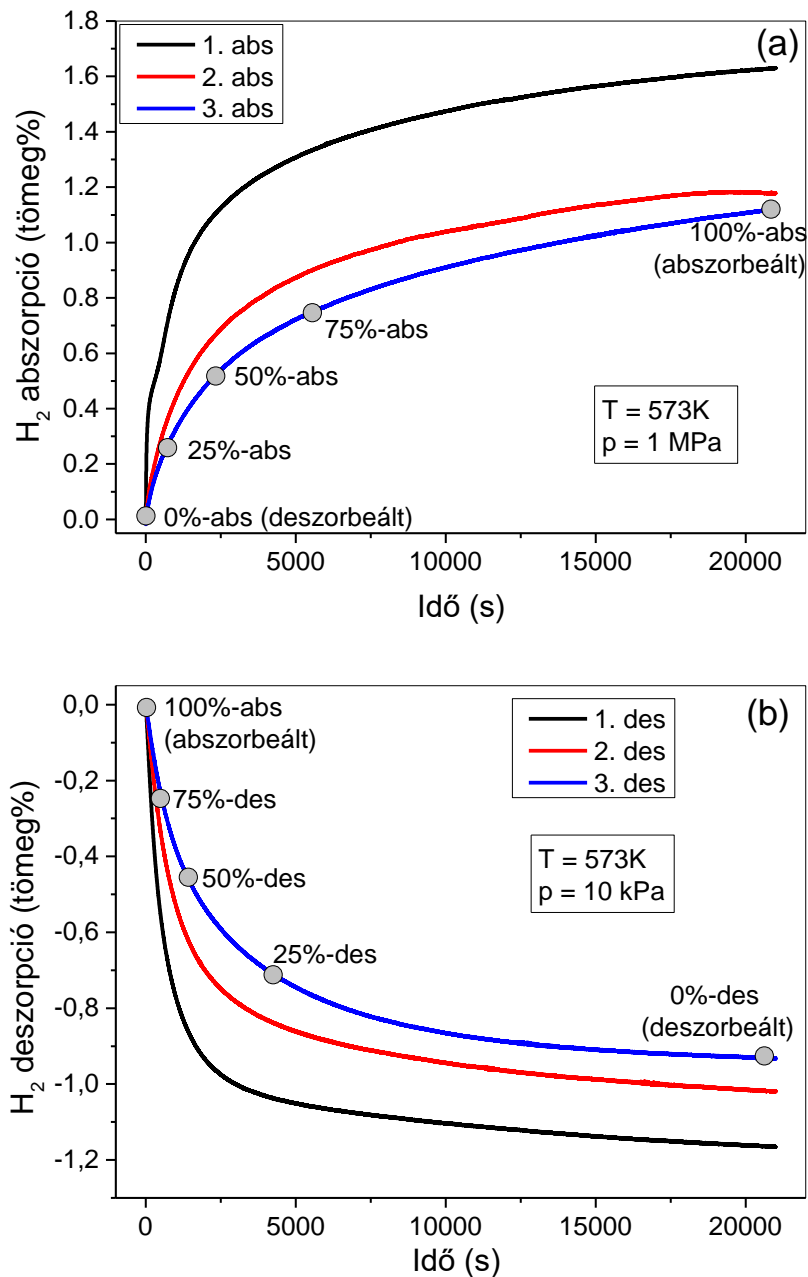 (a)
1. abs
2. abs
3. abs
H2 abszorpció (tömeg%)
1.8
1.6
1.4
1.2
1.0
0.8
0.6
0.4
0.2
0.0
100%-abs
(abszorbeált)
75%-abs
50%-abs
25%-abs
0%-abs (deszorbeált)
T = 573K
p = 1 MPa
0
5000
10000
15000
20000
Idő (s)
(b)
1. des
2. des
3. des
H2 deszorpció (tömeg%)
0,0
-0,2
-0,4
-0,6
-0,8
-1,0
-1,2
100%-abs
(abszorbeált)
75%-des
50%-des
25%-des
0%-des
(deszorbeált)
T = 573K
p = 10 kPa
0
5000
10000
15000
20000
Idő (s)